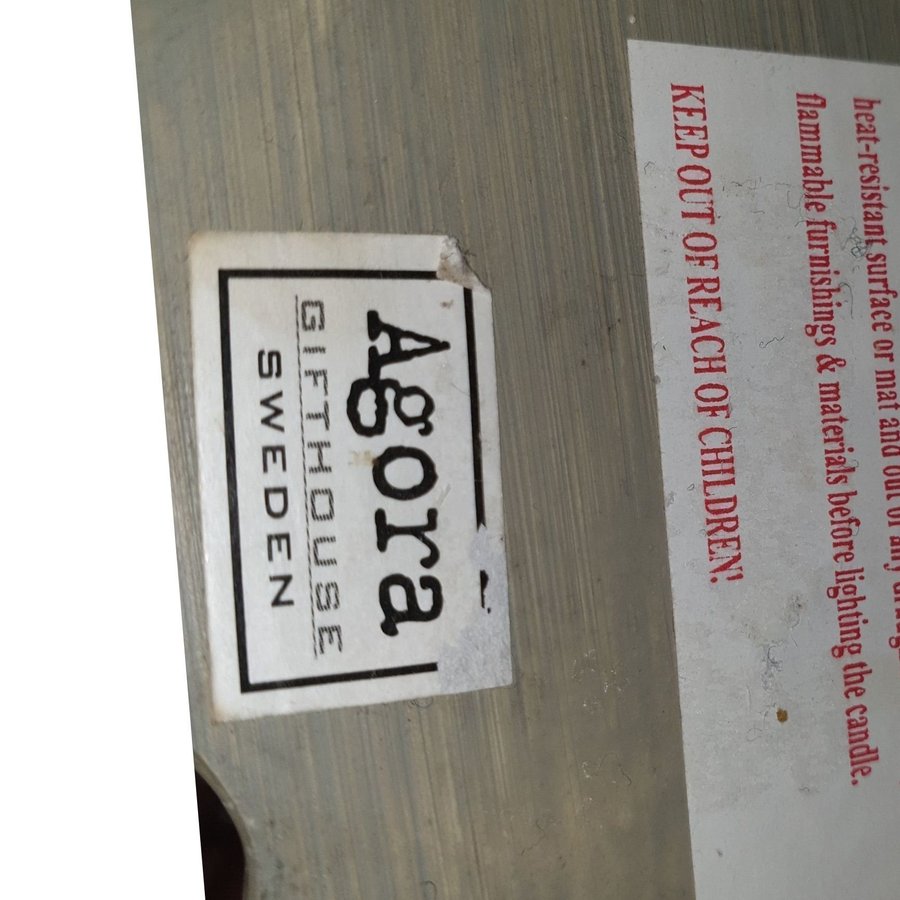 Agora
GIFTHOUSE
SWEDEN
heat-resistant surface or mat and out of any
flammable furnishings & materials before lighting the candle.
KEEP OUT OF REACH OF CHILDREN!